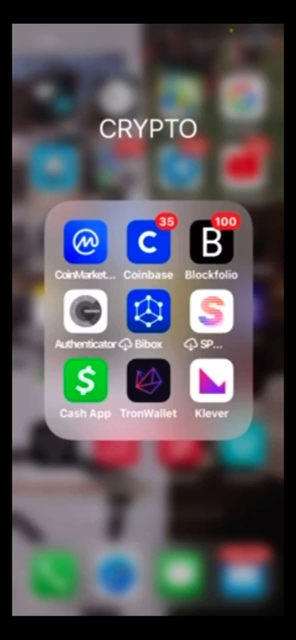 CRYPTO
35
100
CoinMarket... Coinbase Blockfolio
Authenticator Bibox SP...
Cash App TronWallet Klever